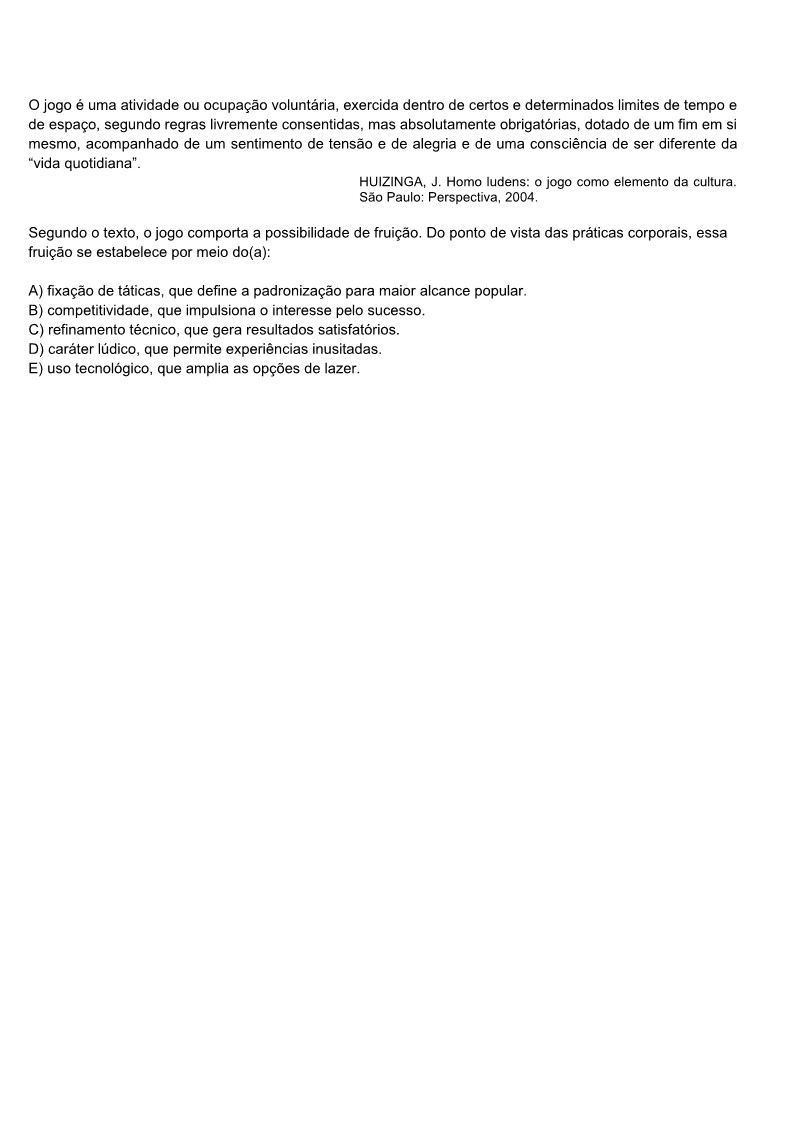 O jogo é uma atividade ou ocupação voluntária, exercida dentro de certos e determinados limites de tempo e
de espaço, segundo regras livremente consentidas, mas absolutamente obrigatórias, dotado de um fim em si
mesmo, acompanhado de um sentimento de tensão e de alegria e de uma consciência de ser diferente da
“vida quotidiana”.
HUIZINGA, J. Homo ludens: o jogo como elemento da cultura.
São Paulo: Perspectiva, 2004.
Segundo o texto, o jogo comporta a possibilidade de fruição. Do ponto de vista das práticas corporais, essa
fruição se estabelece por meio do(a):
A) fixação de táticas, que define a padronização para maior alcance popular.
B) competitividade, que impulsiona o interesse pelo sucesso.
C) refinamento técnico, que gera resultados satisfatórios.
D) caráter lúdico, que permite experiências inusitadas.
E) uso tecnológico, que amplia as opções de lazer.